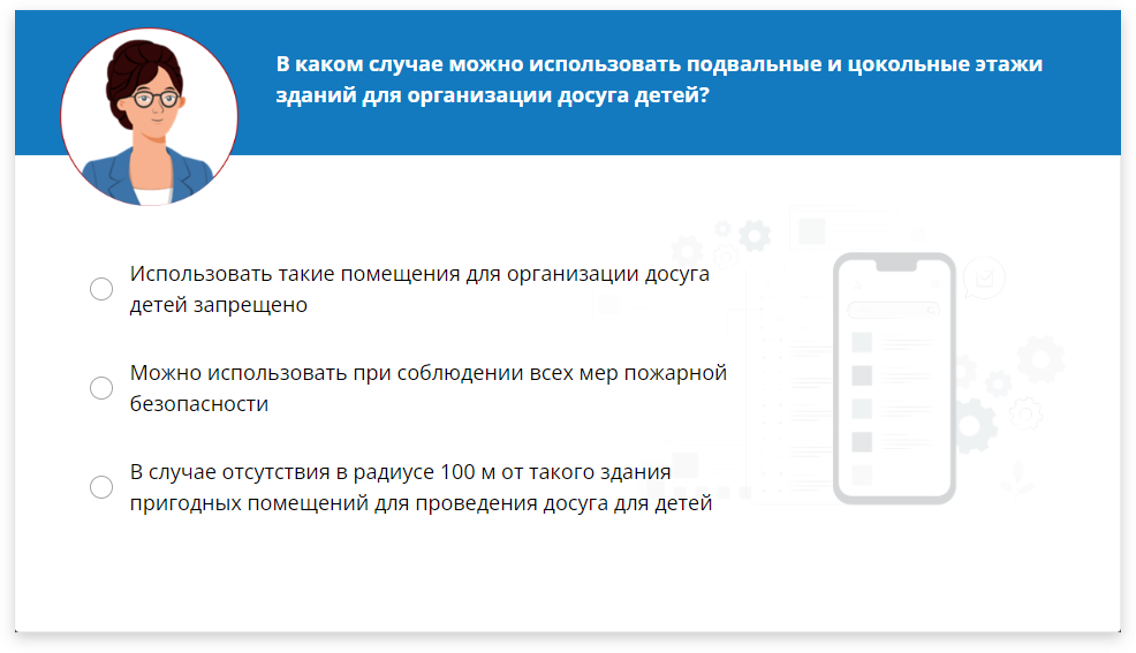 В каком случае можно использовать подвальные и цокольные этажи
зданий для организации досуга детей?
Использовать такие помещения для организации досуга
детей запрещено
Можно использовать при соблюдении всех мер пожарной
безопасности
В случае отсутствия в радиусе 100 м от такого здания
пригодных помещений для проведения досуга для детей